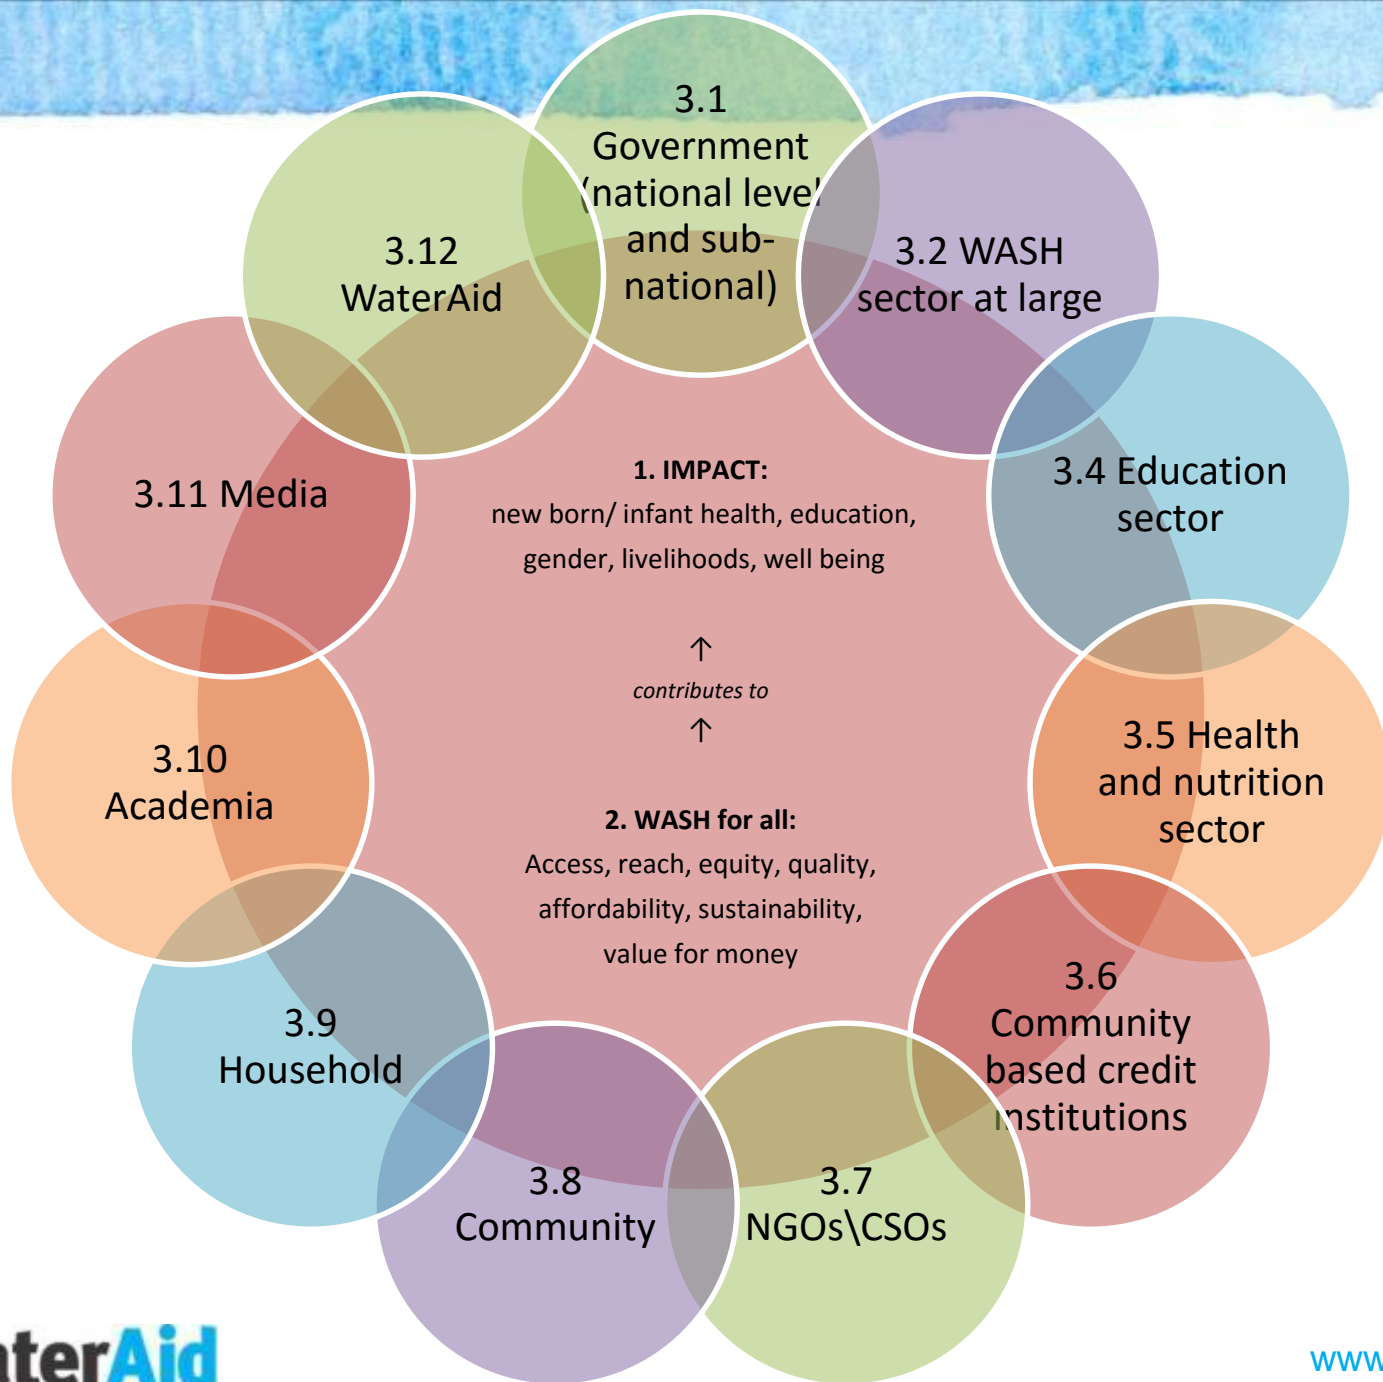 3.1
Government
(national level
and sub-
national)
3.2 WASH
sector at large
3.4 Education
sector
3.5 Health
and nutrition
sector
3.6
Community
based credit
institutions
3.7
NGOs\CSOs
3.8
Community
3.9
Household
3.10
Academia
3.11 Media
3.12
WaterAid
1. IMPACT:
new born/ infant health, education,
gender, livelihoods, well being
↑
contributes to
↑
2. WASH for all:
Access, reach, equity, quality,
affordability, sustainability,
value for money
aterAid
www